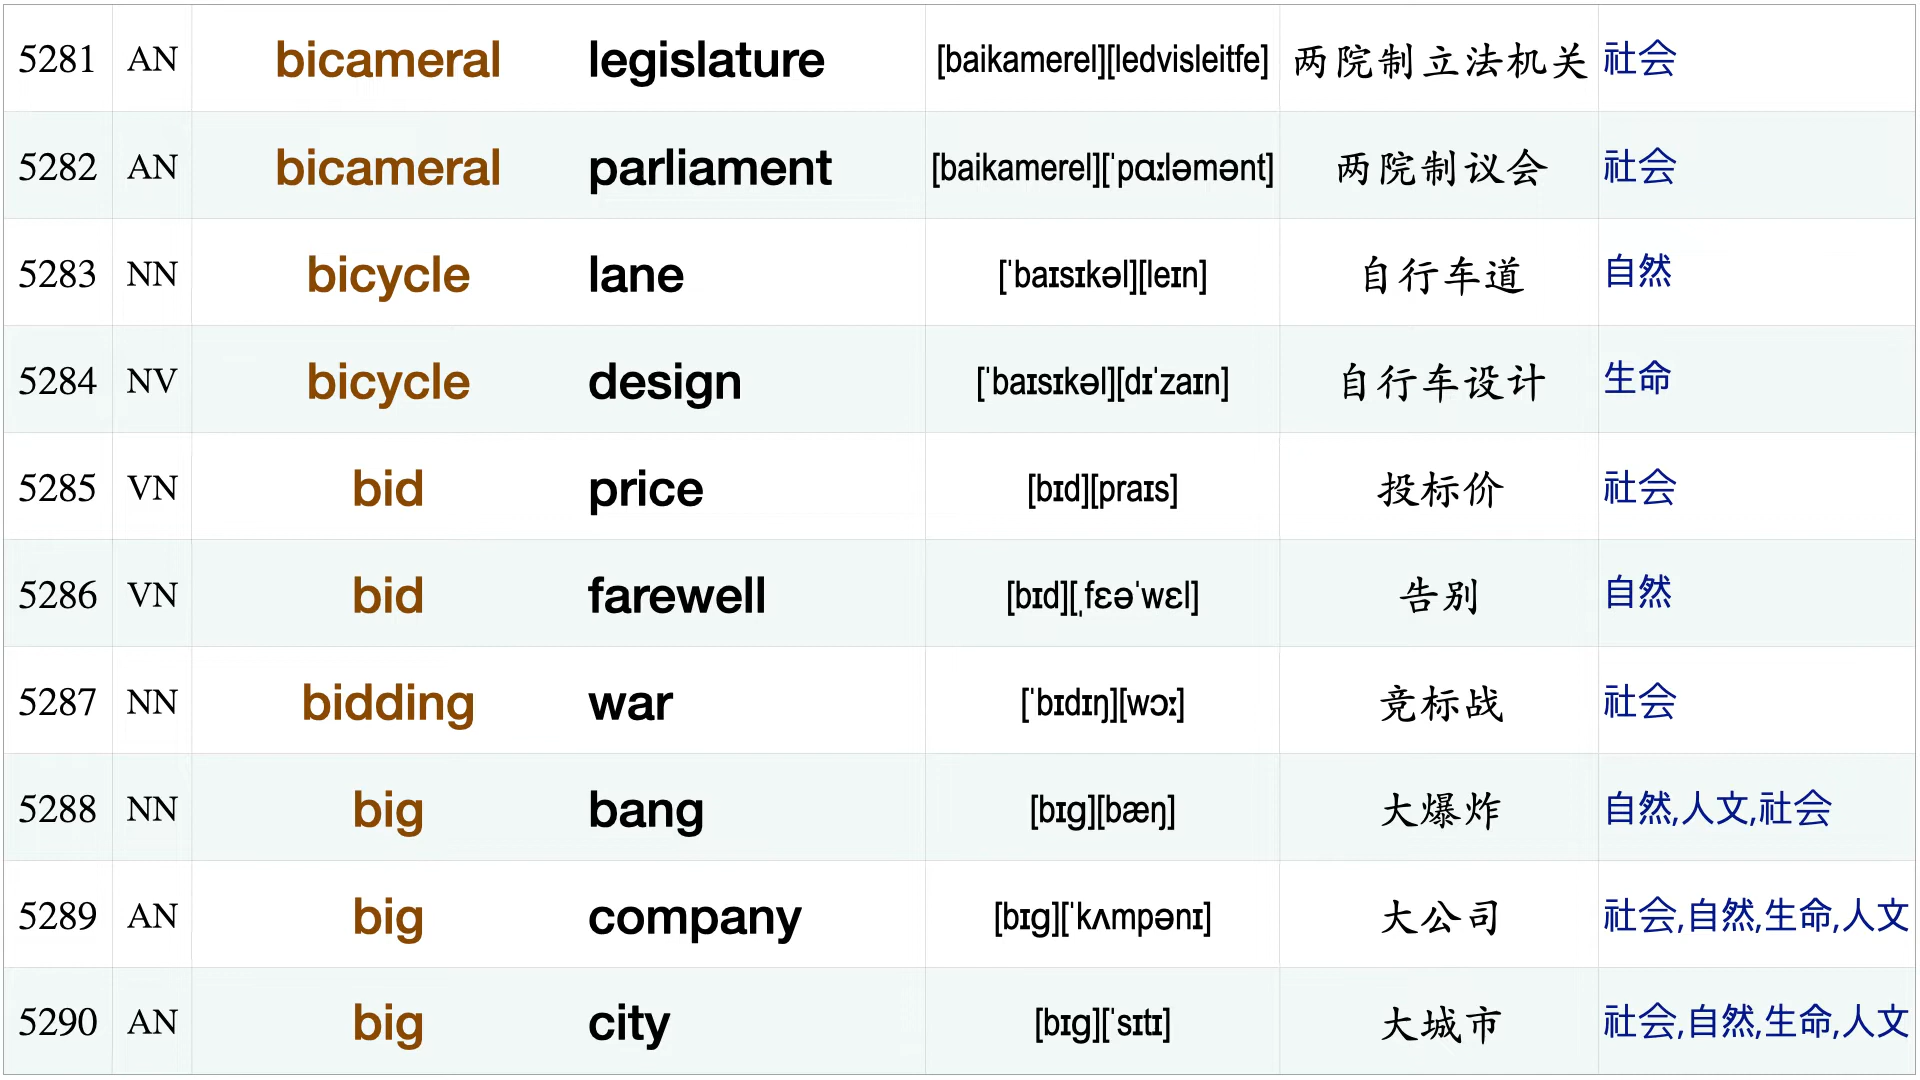 5281 AN bicameral legislature [baikamerel][ledvisleitfe] 两院制立法机关 社会
5282 AN bicameral parliament [baikamerel][ˈpɑːləmənt] 两院制议会 社会
5283 NN bicycle lane [ˈbaɪsɪkəl][leɪn] 自行车道 自然
5284 NV bicycle design [ˈbaɪsɪkəl][dɪˈzaɪn] 自行车设计 生命
5285 VN bid price [bɪd][praɪs] 投标价 社会
5286 VN bid farewell [bɪd][ˌfɛəˈwɛl] 告别 自然
5287 NN bidding war [ˈbɪdɪŋ][wɔː] 竞标战 社会
5288 NN big bang [bɪg][bæŋ] 大爆炸 自然,人文,社会
5289 AN big company [bɪg][ˈkʌmpənɪ] 大公司 社会,自然,生命,人文
5290 AN big city [bɪg][ˈsɪtɪ] 大城市 社会,自然,生命,人文